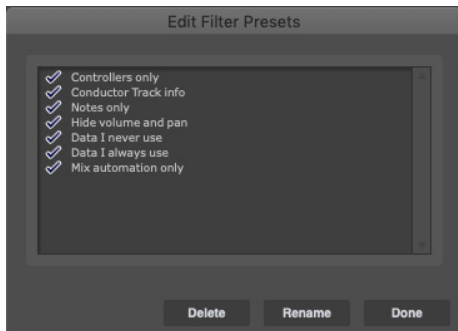 Edit Filter Presets
Controllers only
Conductor Track info
Notes only
Hide volume and pan
Data I never use
Data I always use
Mix automation only
Delete Rename Done